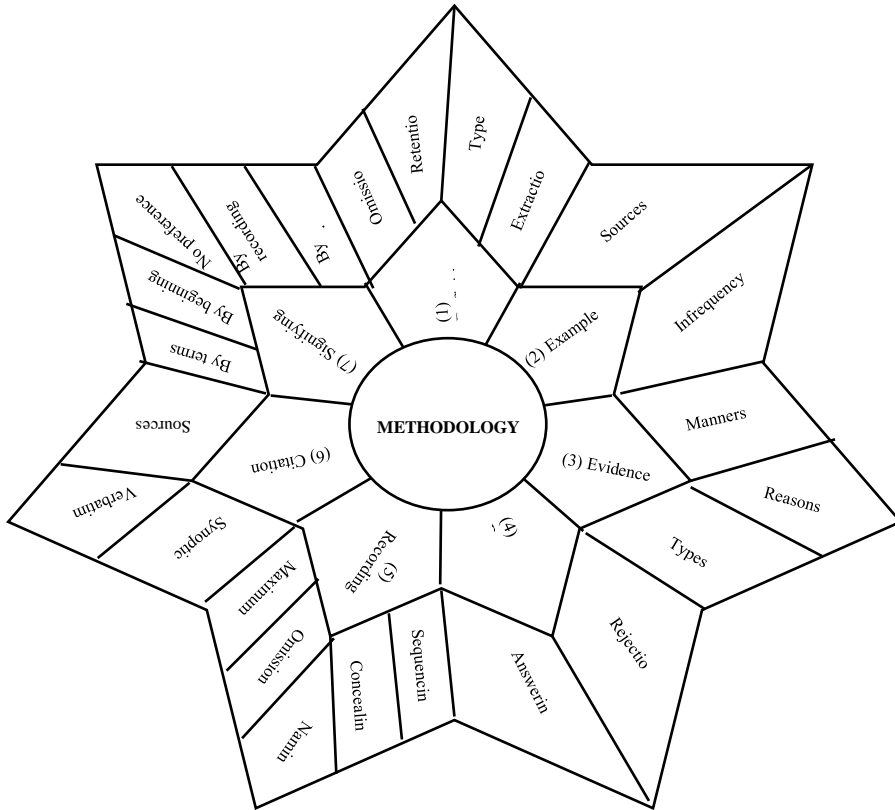 METHODOLOGY
(1)
Omissio
Retentio
Type
Extractio
(2) Example
Sources
Infrequency
(3) Evidence
Manners
Reasons
Types
(4)
Rejectio
Answerin
(5)
Recording
Sequencin
Concealin
Namin
Omission
Maximum
(6) Citation
Synoptic
Verbatim
Sources
(7) Signifying
By terms
By beginning
No preference
By
recording
By .